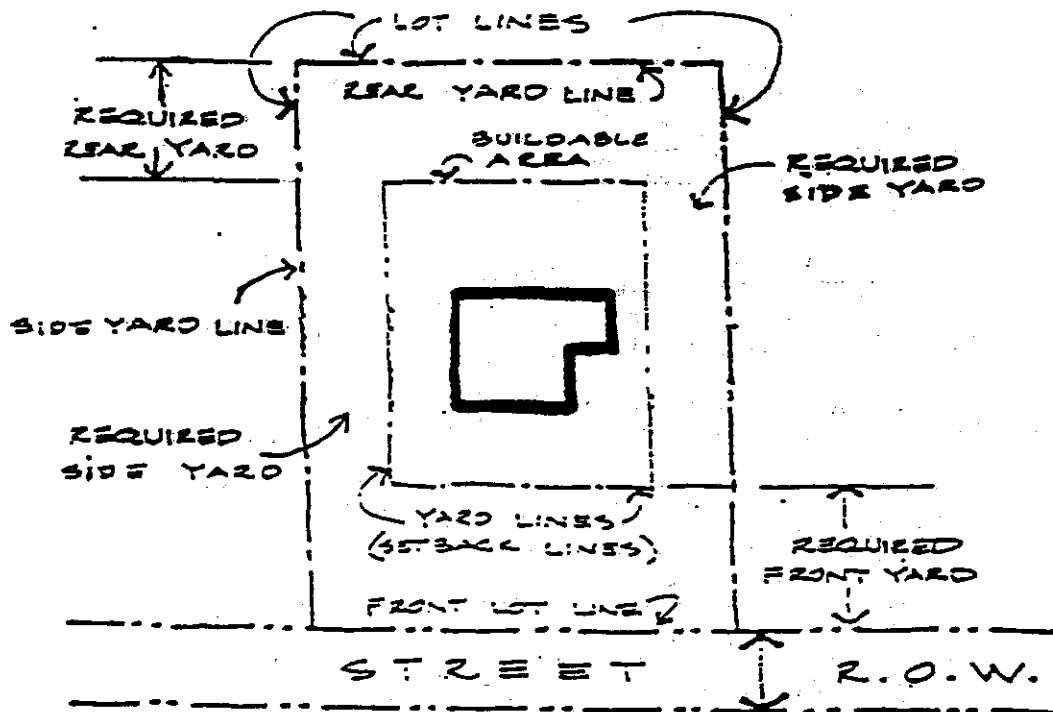 LOT LINES
REAR YARD LINE
REQUIRED
REAR YARD
BUILDABLE
AREA
REQUIRED
SIDE YARD
SIDE YARD LINE
REQUIRED
SIDE YARD
YARD LINES
(SETBACK LINES)
REQUIRED
FRONT YARD
FRONT LOT LINE
STREET R.O.W.